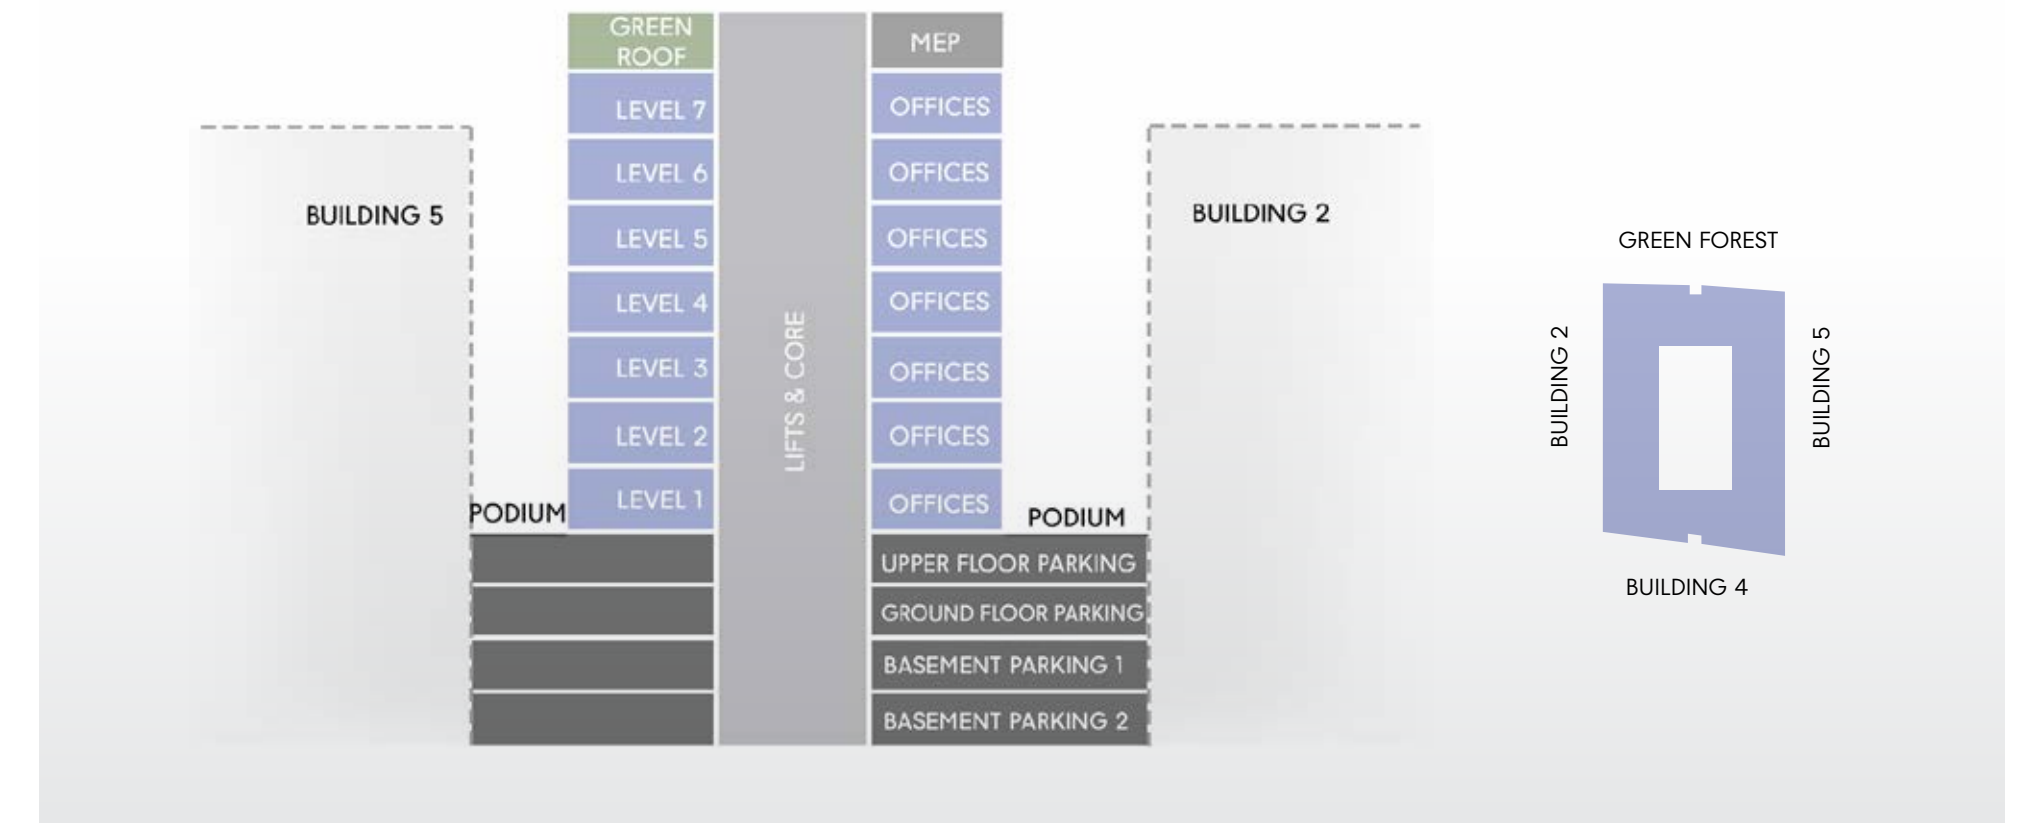 GREEN
ROOF
MEP
LEVEL 7
OFFICES
LEVEL 6
OFFICES
BUILDING 5
BUILDING 2
LEVEL 5
OFFICES
LEVEL 4
OFFICES
LEVEL 3
OFFICES
LEVEL 2
OFFICES
LEVEL 1
OFFICES
LIFTS & CORE
PODIUM
PODIUM
UPPER FLOOR PARKING
GROUND FLOOR PARKING
BASEMENT PARKING 1
BASEMENT PARKING 2
GREEN FOREST
BUILDING 2
BUILDING 5
BUILDING 4